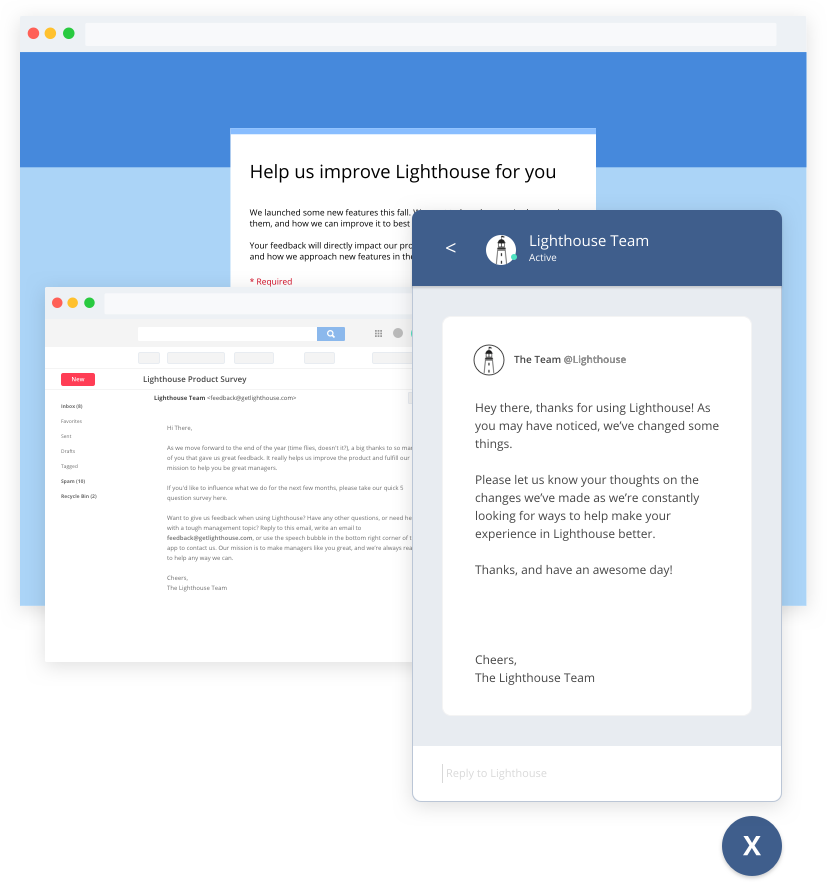 Help us improve Lighthouse for you
We launched some new features this fall.
them, and how we can improve it to best
Your feedback will directly impact our
and how we approach new features in
* Required
<
Lighthouse Team
Active
The Team @Lighthouse
Hey there, thanks for using Lighthouse! As
you may have noticed, we’ve changed some
things.
Please let us know your thoughts on the
changes we’ve made as we’re constantly
looking for ways to help make your
experience in Lighthouse better.
Thanks, and have an awesome day!
Cheers,
The Lighthouse Team
Reply to Lighthouse
X
New
Inbox (8)
Favorites
Sent
Drafts
Tagged
Spam (10)
Recycle Bin (2)
Lighthouse Product Survey
Lighthouse Team <feedback@getlighthouse.com>
Hi There,
As we move forward to the end of the year (time flies, doesn’t it?), a big thanks to so
of you that gave us great feedback. It really helps us improve the product and fulfill our
mission to help you be great managers.
If you’d like to influence what we do for the next few months, please take our quick 5
question survey here.
Want to give us feedback when using Lighthouse? Have any other questions, or need
with a tough management topic? Reply to this email, write an email to
feedback@getlighthouse.com, or use the speech bubble in the bottom right corner of
app to contact us. Our mission is to make managers like you great, and we’re always
to help any way we can.
Cheers,
The Lighthouse Team